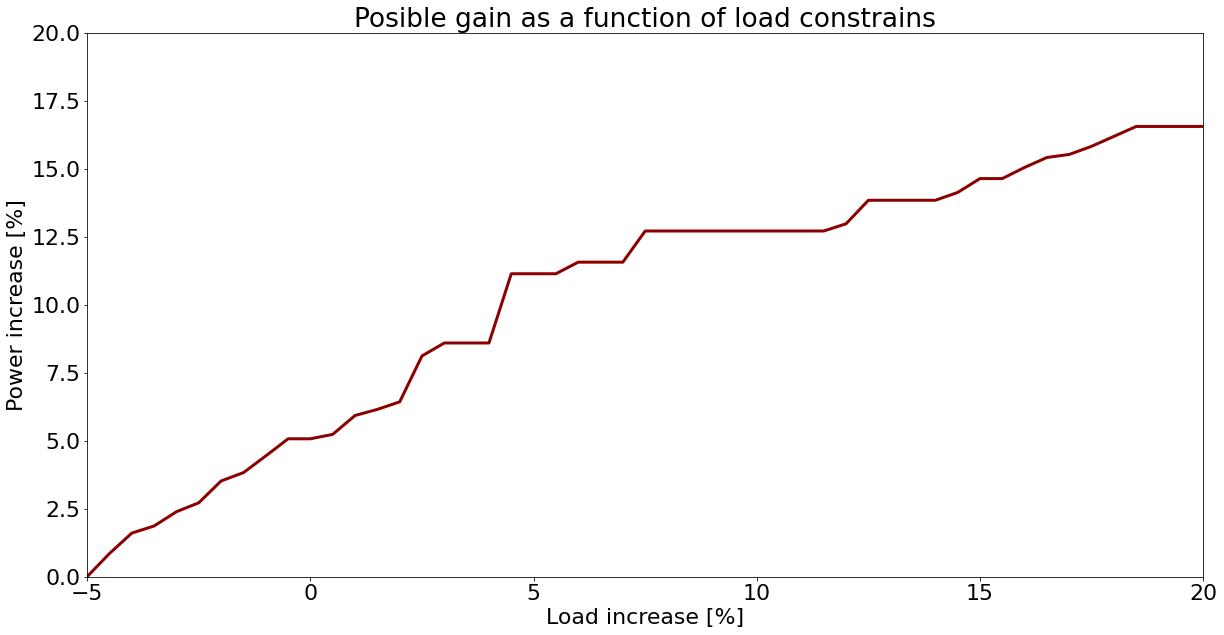 Posible gain as a function of load constrains
20.0
17.5
15.0
12.5
10.0
7.5
5.0
2.5
0.0
Power increase [%]
−5 0 5 10 15 20
Load increase [%]